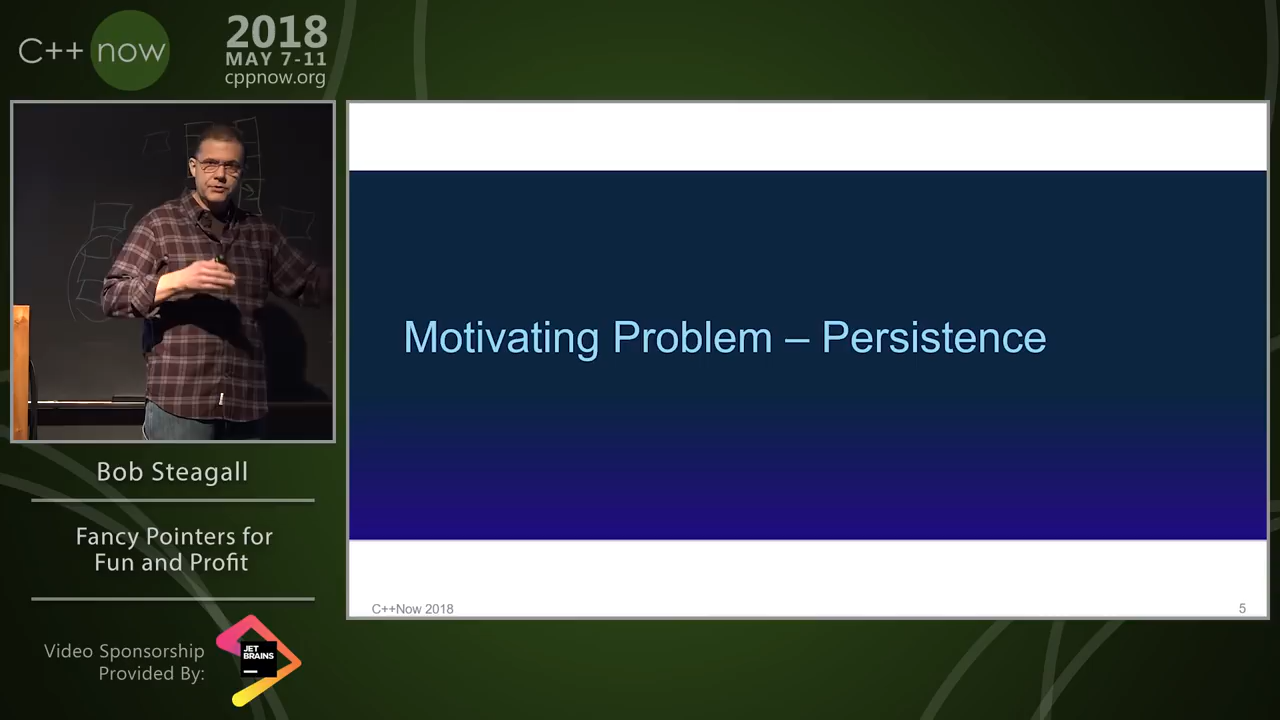 C++ now
2018
MAY 7-11
cppnow.org
Motivating Problem – Persistence
C++Now 2018
5
Bob Steagall
Fancy Pointers for
Fun and Profit
Video Sponsorship
Provided By:
JET
BRAINS